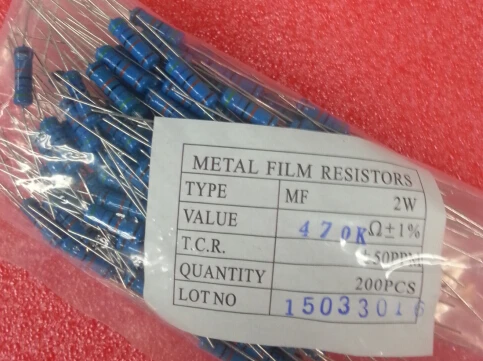 METAL FILM RESISTORS
TYPE MF 2W
VALUE 470K Ω±1%
T.C.R. ±50PPM
QUANTITY 200PCS
LOT NO 15033016